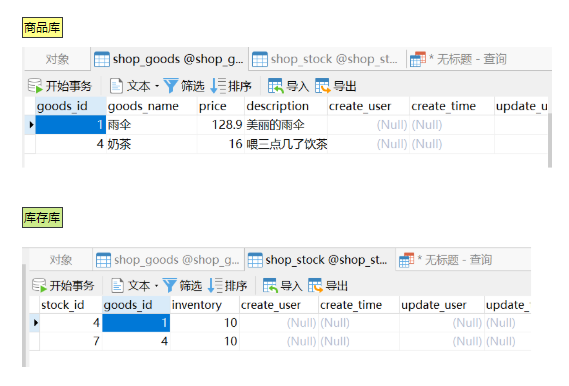 商品库
对象 shop_goods @shop_g... shop_stock @shop_st... * 无标题 - 查询
开始事务 文本 筛选 排序 导入 导出
goods_id goods_name price description create_user create_time update_u
1 雨伞 128.9 美丽的雨伞 (Null) (Null)
4 奶茶 16 喂三点几了饮茶 (Null) (Null)
库存库
对象 shop_goods @shop_g... shop_stock @shop_st... * 无标题 - 查询
开始事务 文本 筛选 排序 导入 导出
stock_id goods_id inventory create_user create_time update_user update_
4 1 10 (Null) (Null) (Null) (Null)
7 4 10 (Null) (Null) (Null) (Null)